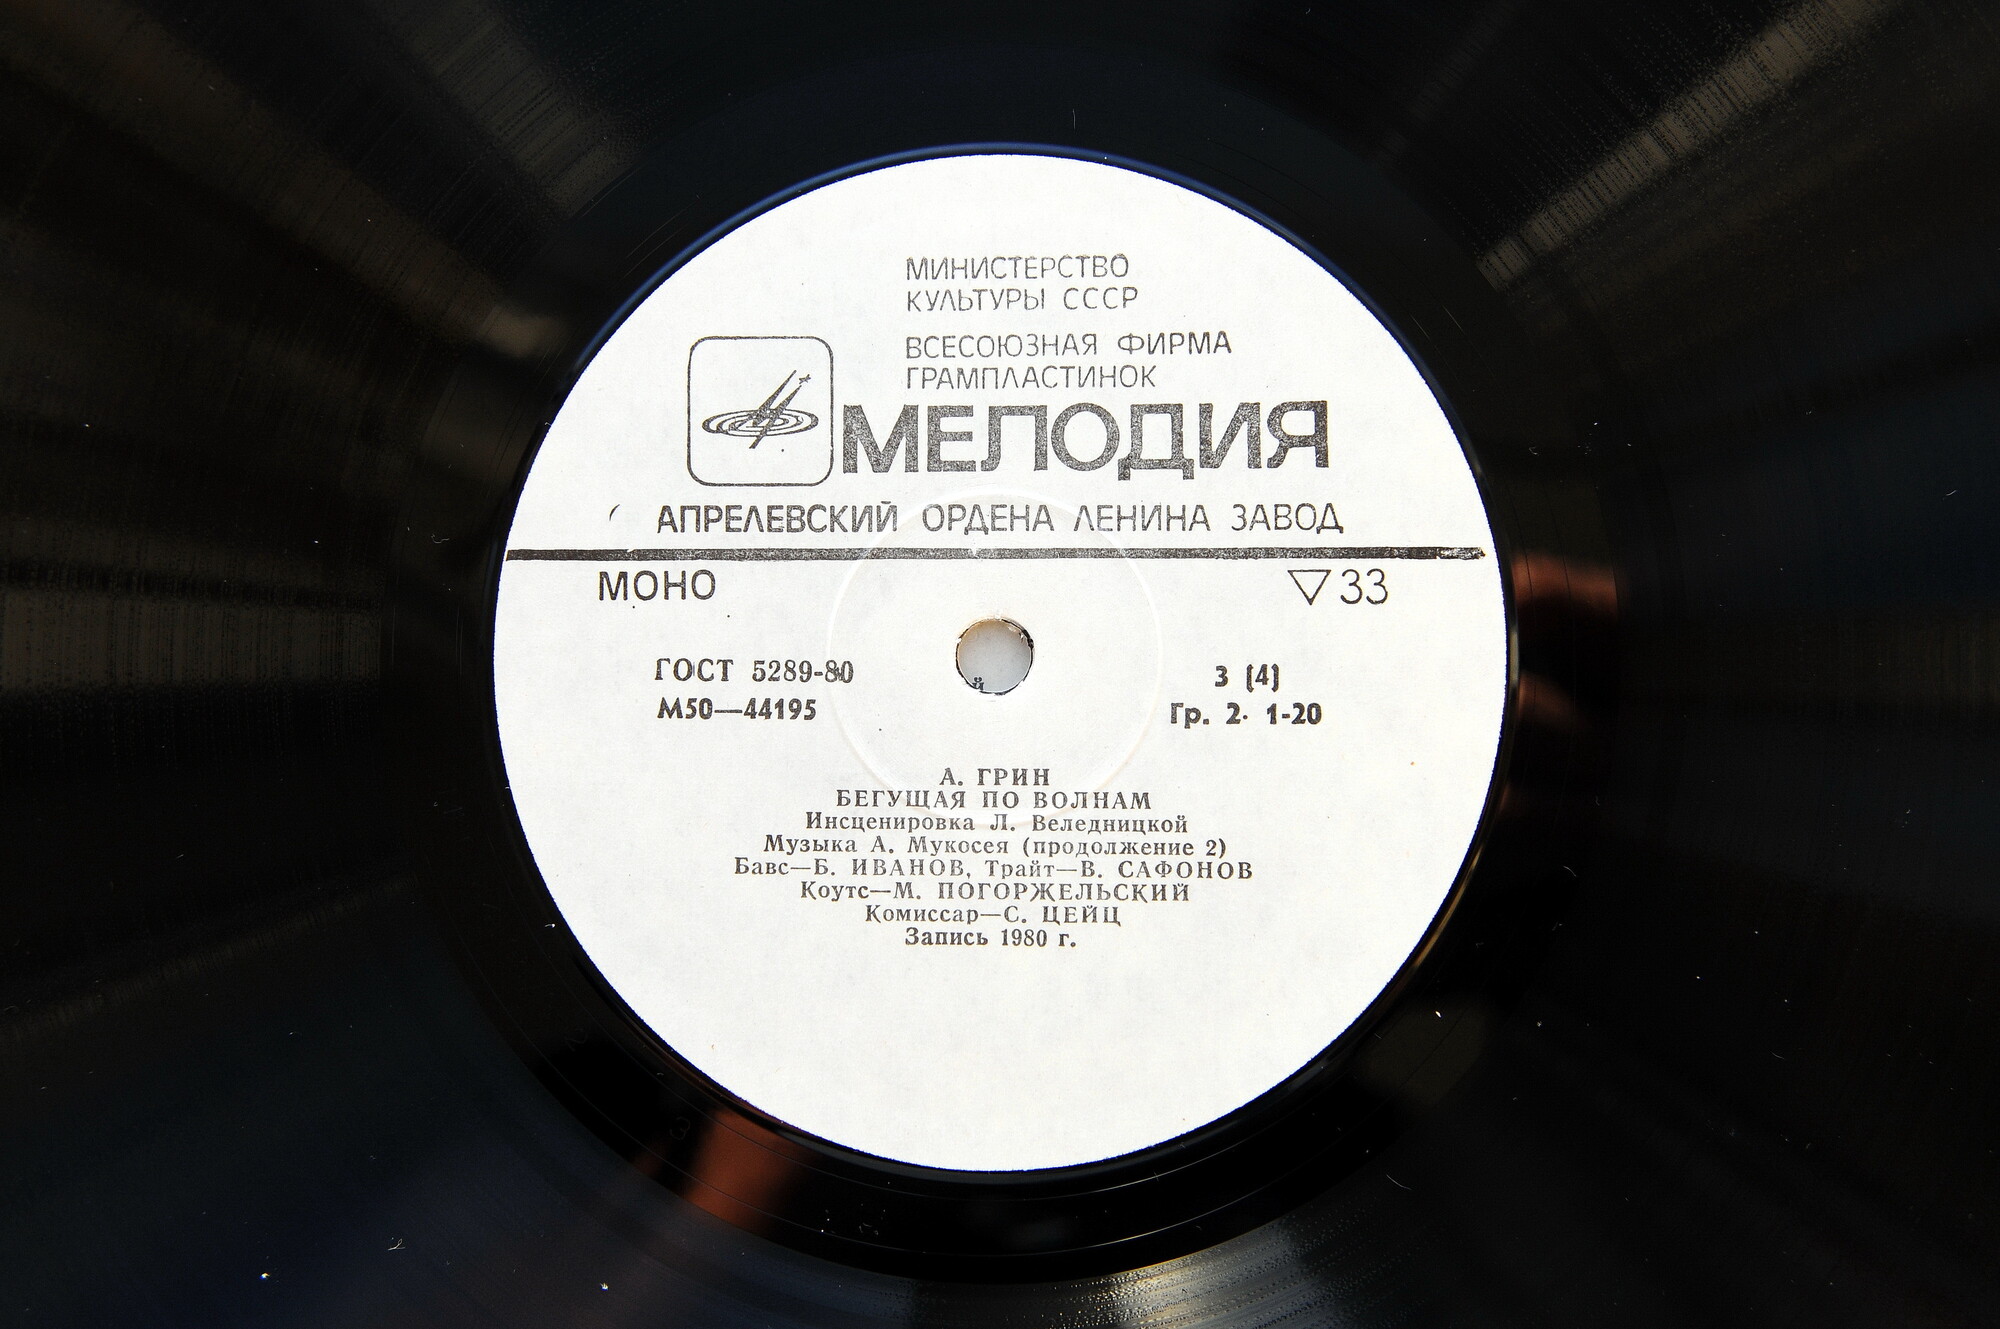 МИНИСТЕРСТВО
КУЛЬТУРЫ СССР
ВСЕСОЮЗНАЯ ФИРМА
ГРАМПЛАСТИНОК
МЕЛОДИЯ
АПРЕЛЕВСКИЙ ОРДЕНА ЛЕНИНА ЗАВОД
МОНО ▽33
ГОСТ 5289-80 3 (4)
М50—44195 Гр. 2. 1-20
А. ГРИН
БЕГУЩАЯ ПО ВОЛНАМ
Инсценировка Л. Веледницкой
Музыка А. Мукосея (продолжение 2)
Бавс—Б. ИВАНОВ, Трайт—В. САФОНОВ
Коутс—М. ПОГОРЖЕЛЬСКИЙ
Комиссар—С. ЦЕЙЦ
Запись 1980 г.